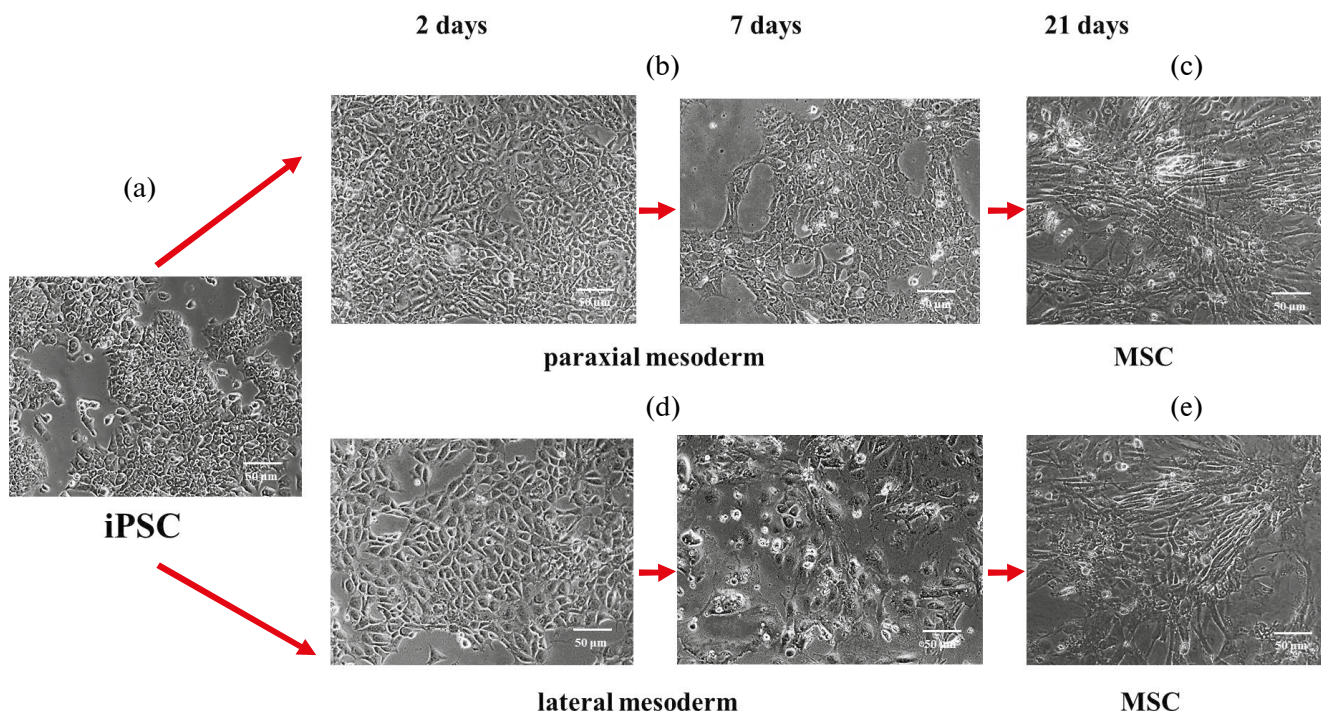 2 days 7 days 21 days
(b) (c)
(a)
50 µm 50 µm 50 µm
paraxial mesoderm MSC
(d) (e)
50 µm
iPSC
50 µm 50 µm 50 µm
lateral mesoderm MSC